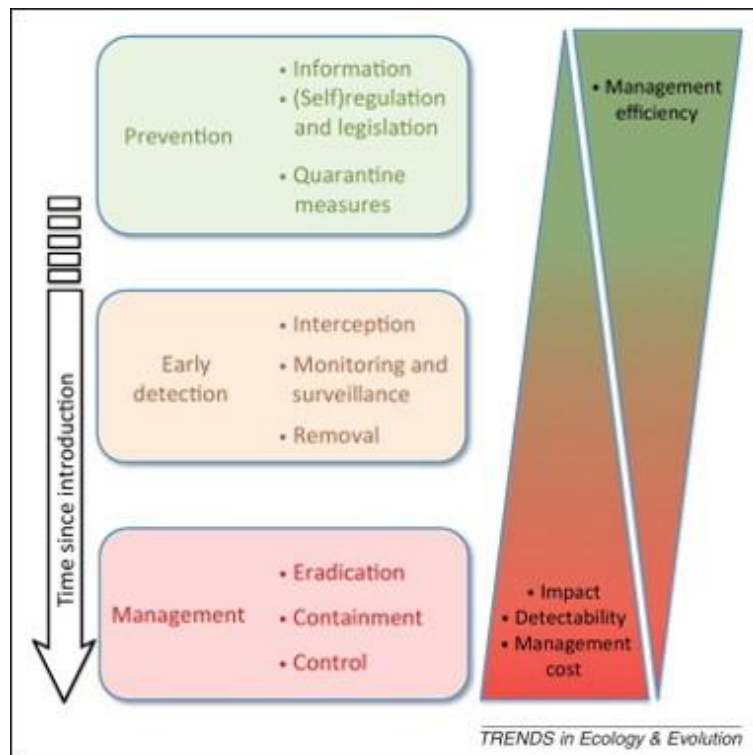 Prevention
• Information
• (Self)regulation
and legislation
• Quarantine
measures
Early
detection
• Interception
• Monitoring and
surveillance
• Removal
Management
• Eradication
• Containment
• Control
Time since introduction
• Management
efficiency
• Impact
• Detectability
• Management
cost
TRENDS in Ecology & Evolution